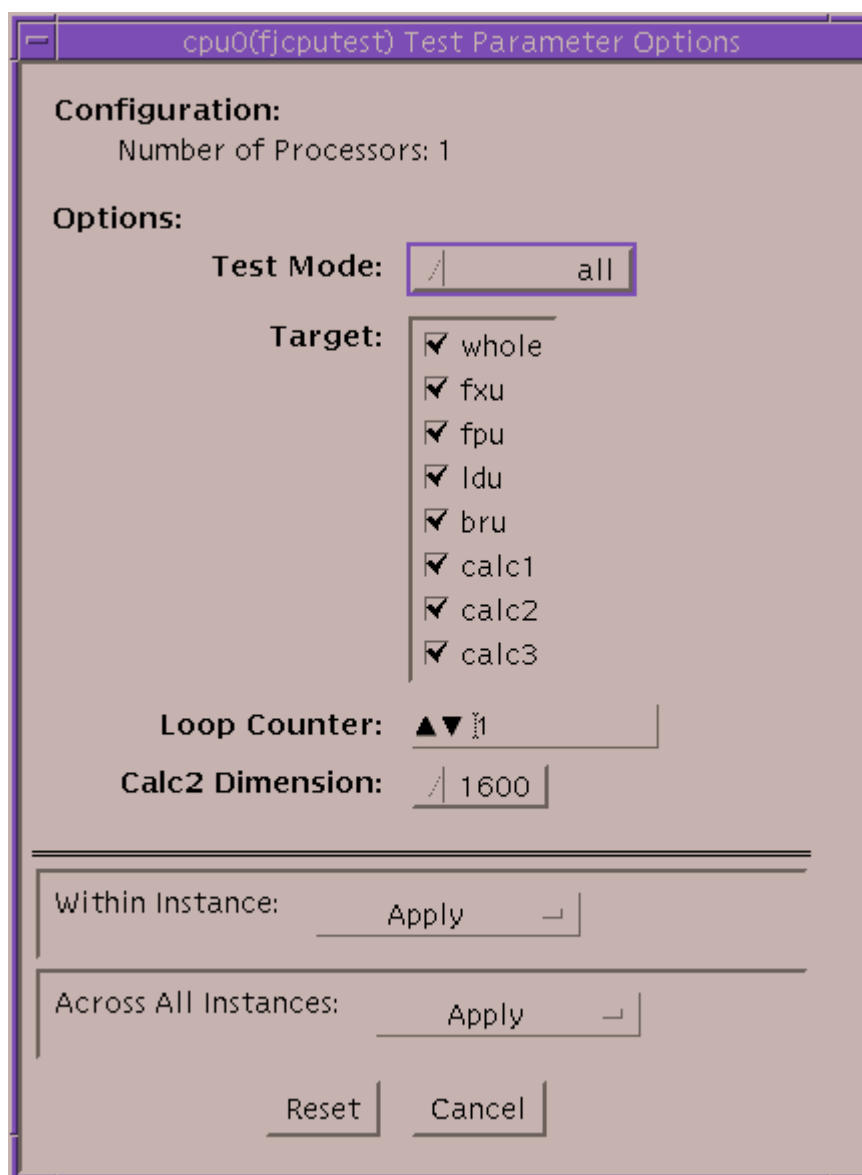 cpu0(fjcputest) Test Parameter Options
Configuration:
Number of Processors: 1
Options:
Test Mode: all
Target: whole
fxu
fpu
ldu
bru
calc1
calc2
calc3
Loop Counter: 1
Calc2 Dimension: 1600
Within Instance: Apply
Across All Instances: Apply
Reset Cancel